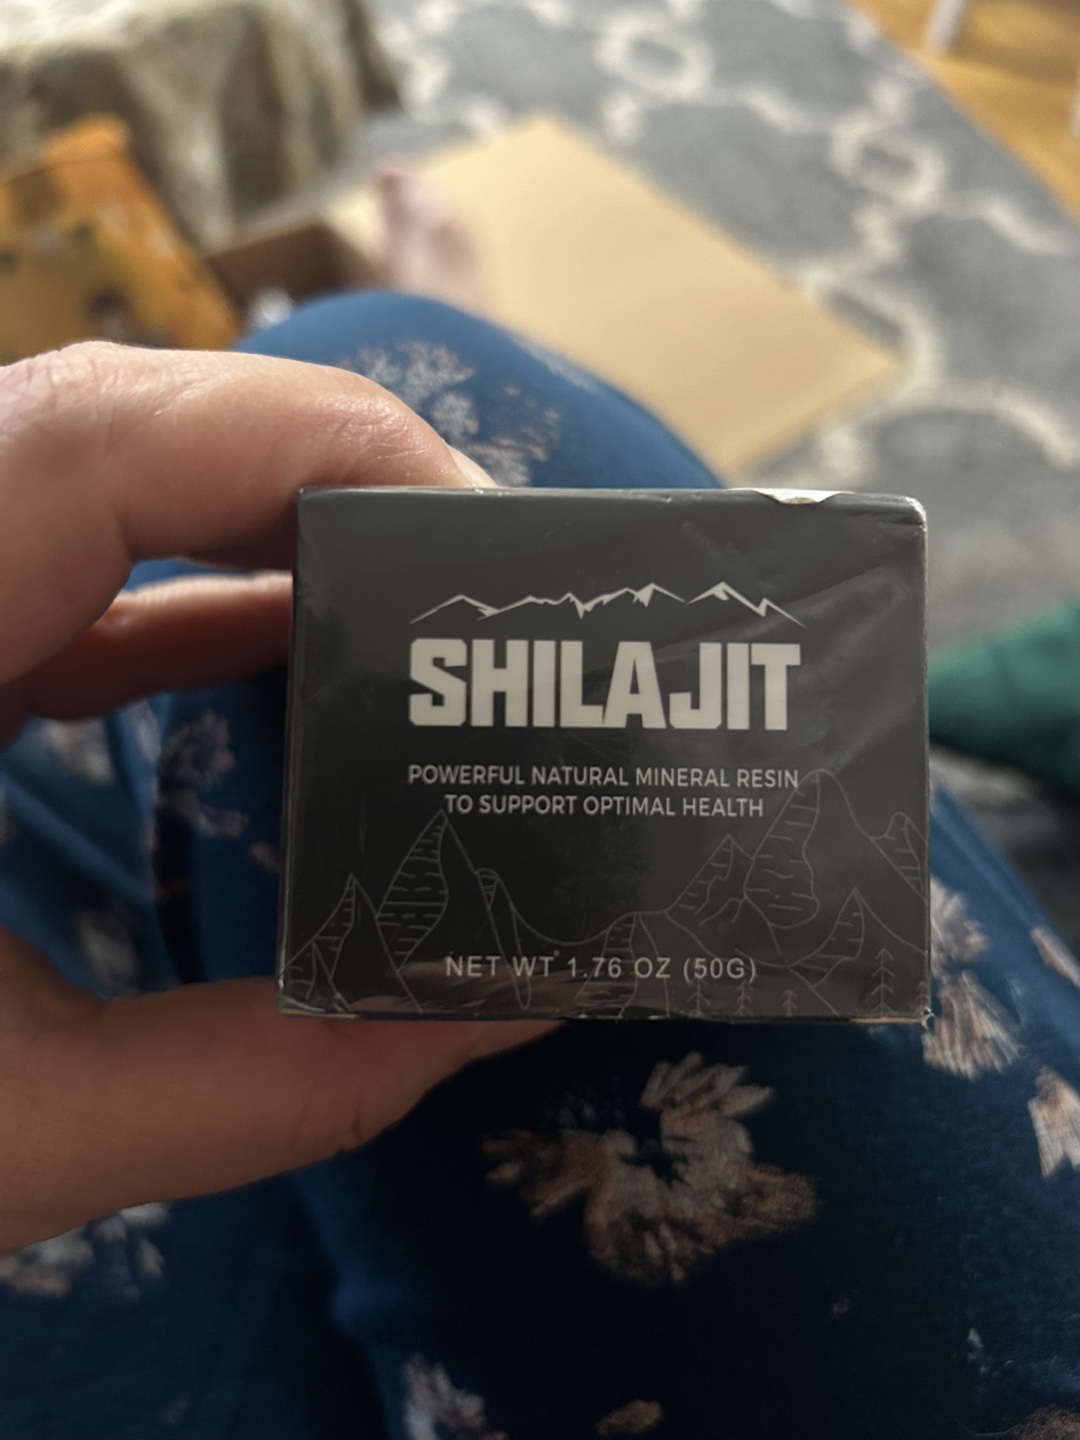 SHILAJIT
POWERFUL NATURAL MINERAL RESIN
TO SUPPORT OPTIMAL HEALTH
NET WT 1.76 OZ (50G)